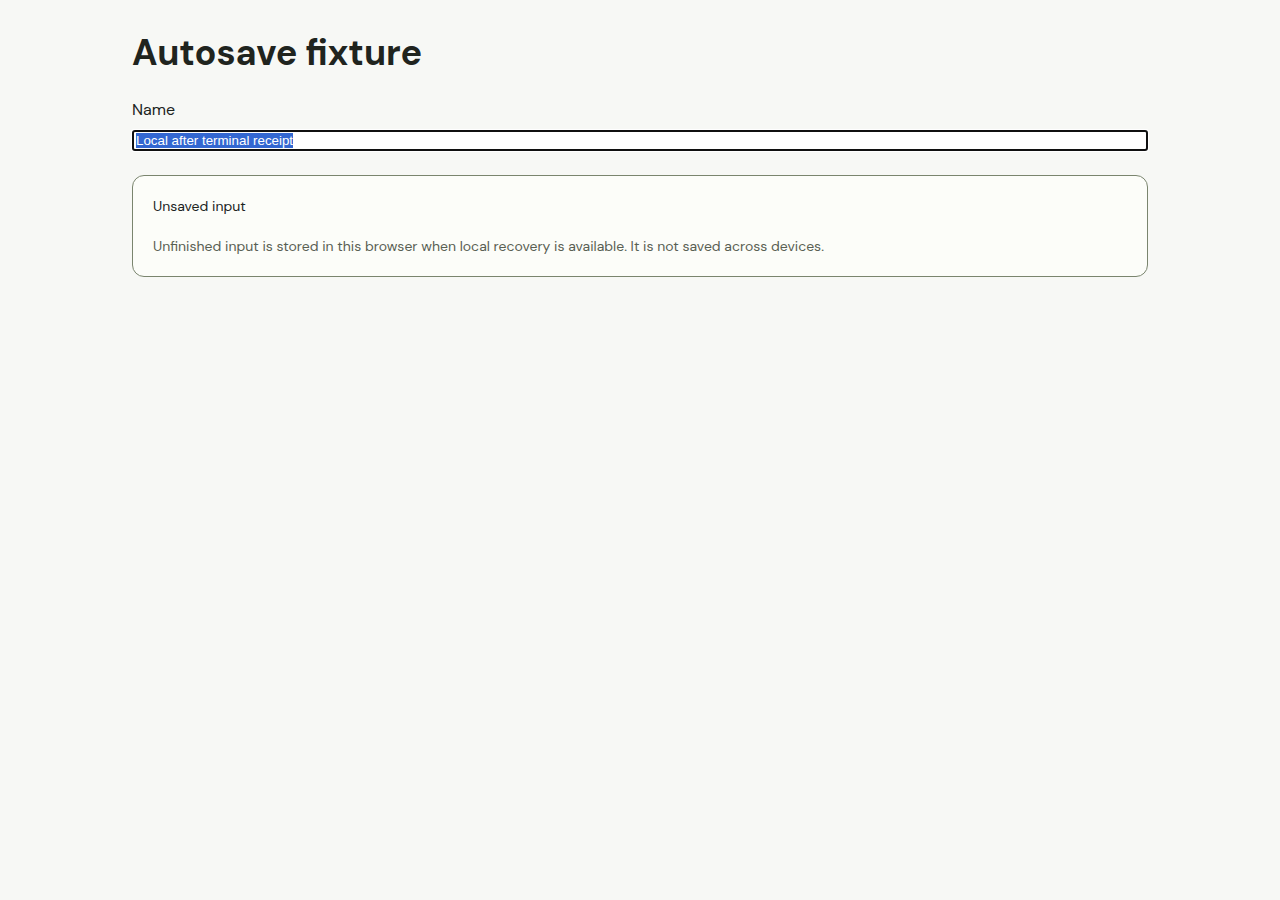 Autosave fixture
Name
Local after terminal receipt
Unsaved input
Unfinished input is stored in this browser when local recovery is available. It is not saved across devices.